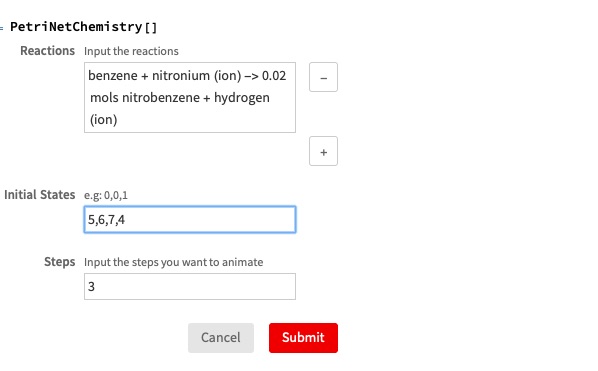 = PetriNetChemistry[]
Reactions Input the reactions
benzene + nitronium (ion) –> 0.02
mols nitrobenzene + hydrogen
(ion)
–
+
Initial States e.g: 0,0,1
5,6,7,4
Steps Input the steps you want to animate
3
Cancel Submit